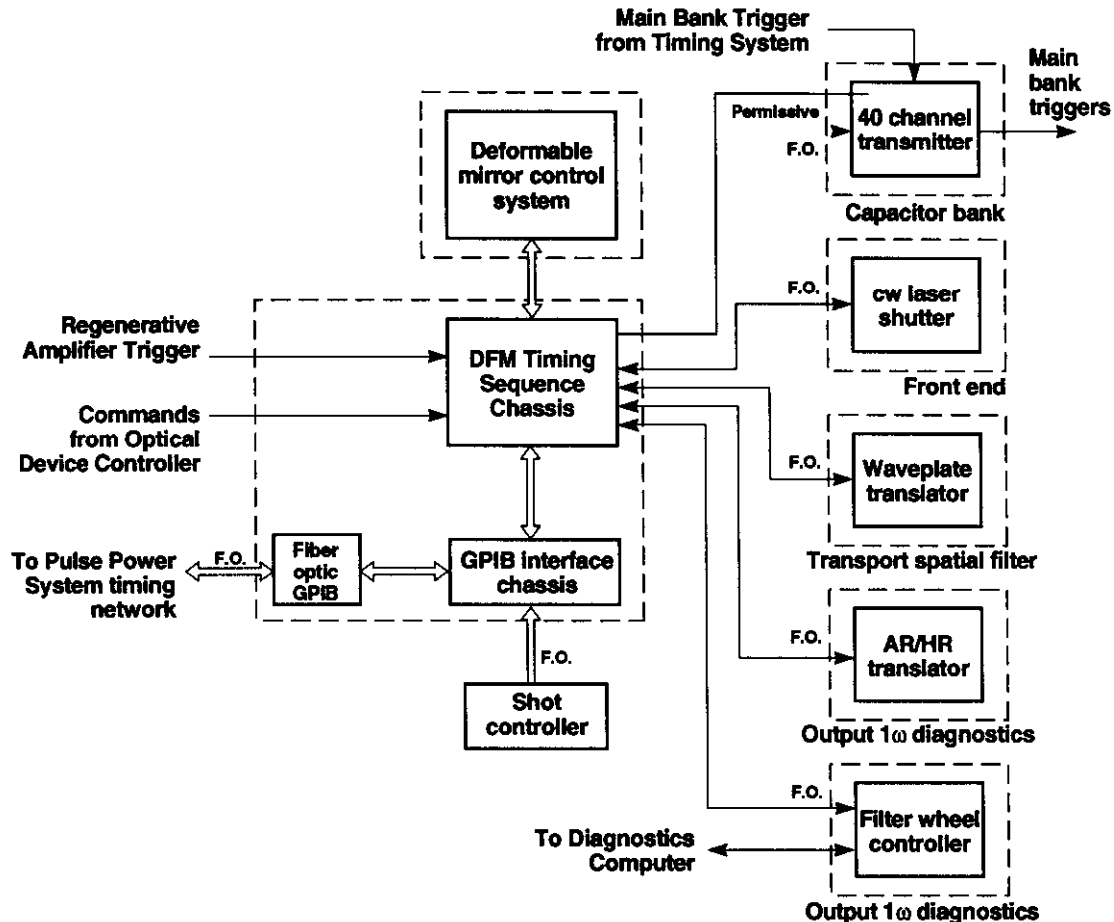 Main Bank Trigger
from Timing System
Main
bank
triggers
Permissive
F.O.
40 channel
transmitter
Capacitor bank
Deformable
mirror control
system
F.O.
cw laser
shutter
Front end
Regenerative
Amplifier Trigger
DFM Timing
Sequence
Chassis
Commands
from Optical
Device Controller
F.O.
Waveplate
translator
Transport spatial filter
To Pulse Power
System timing
network
F.O.
Fiber
optic
GPIB
GPIB interface
chassis
F.O.
Shot
controller
F.O.
AR/HR
translator
Output 1ω diagnostics
F.O.
Filter wheel
controller
To Diagnostics
Computer
Output 1ω diagnostics